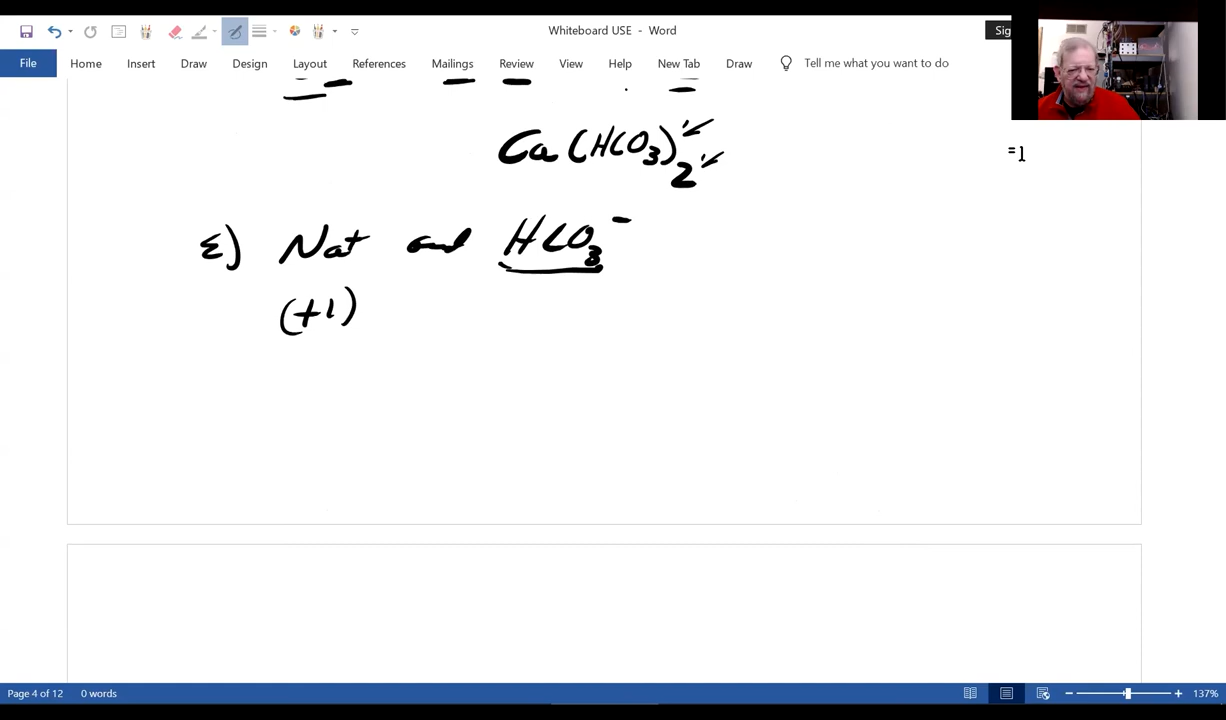 Whiteboard USE - Word
File Home Insert Draw Design Layout References Mailings Review View Help New Tab Draw Tell me what you want to do
Ca(HCO₃)₂
=1
ε) Na+ and HCO₃⁻
(+1)
Page 4 of 12 0 words 137%